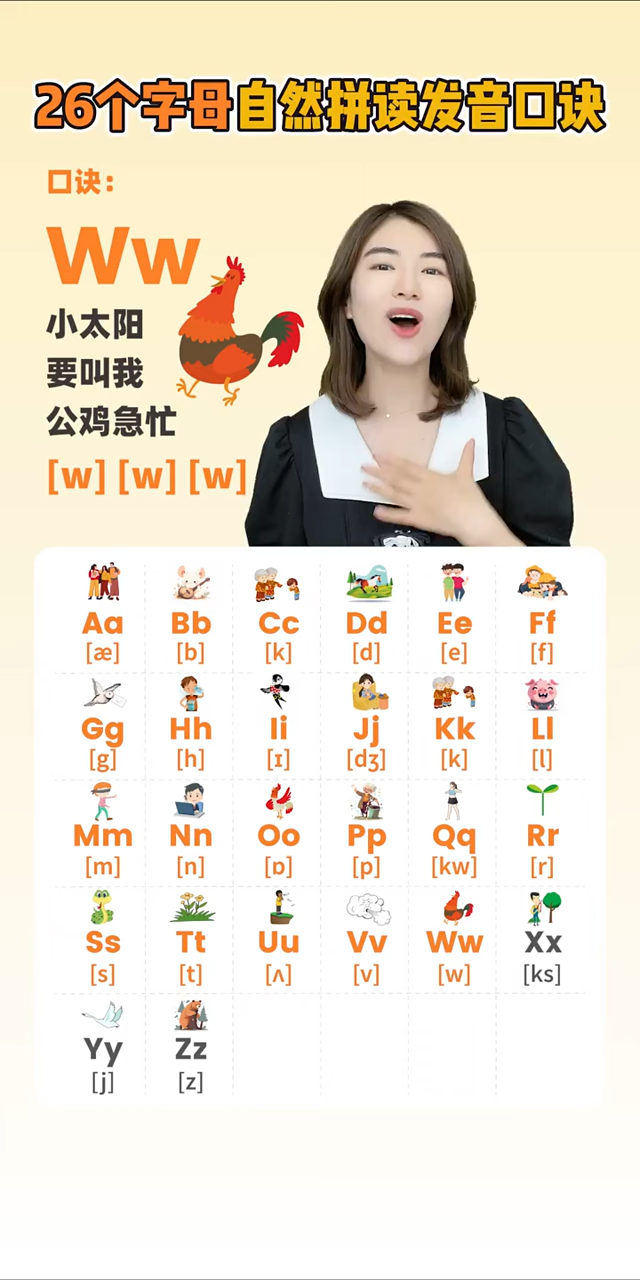 26个字母自然拼读发音口诀
口诀：
Ww
小太阳
要叫我
公鸡急忙
[w] [w] [w]
Aa Bb Cc Dd Ee Ff
[æ] [b] [k] [d] [e] [f]
Gg Hh Ii Jj Kk Ll
[g] [h] [ɪ] [dʒ] [k] [l]
Mm Nn Oo Pp Qq Rr
[m] [n] [ɒ] [p] [kw] [r]
Ss Tt Uu Vv Ww Xx
[s] [t] [ʌ] [v] [w] [ks]
Yy Zz
[j] [z]